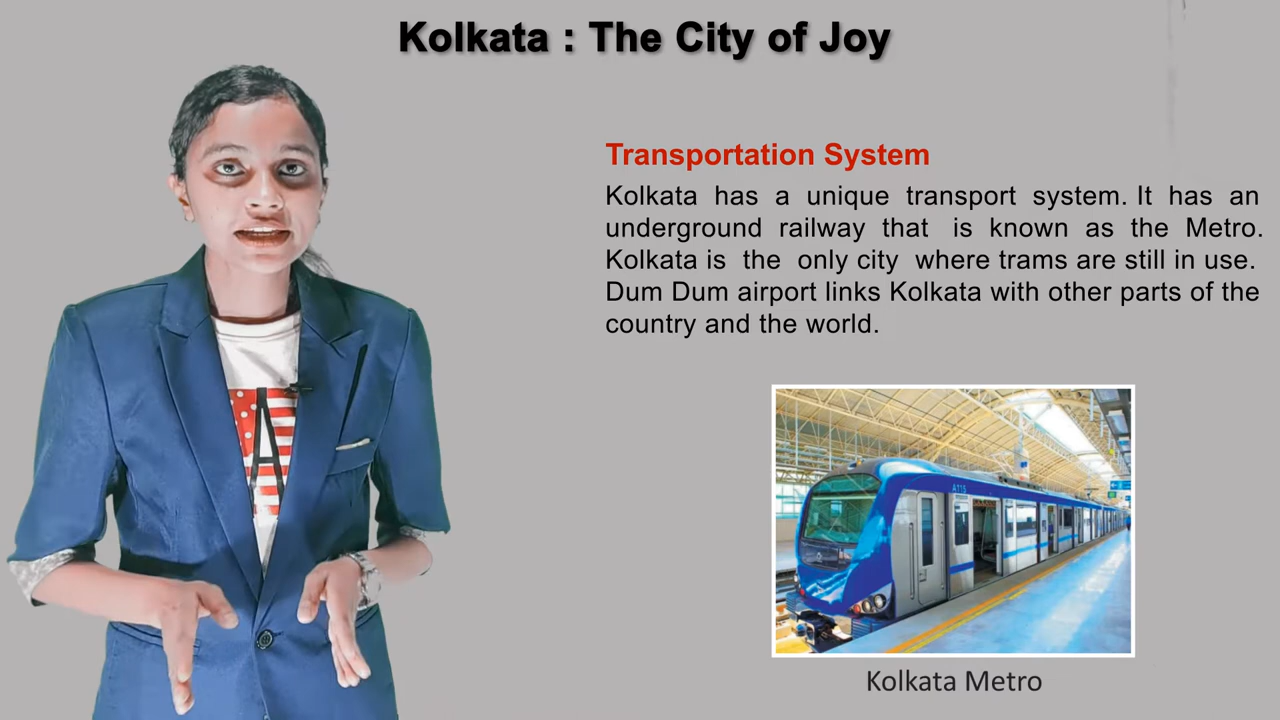 Kolkata : The City of Joy
Transportation System
Kolkata has a unique transport system. It has an
underground railway that is known as the Metro.
Kolkata is the only city where trams are still in use.
Dum Dum airport links Kolkata with other parts of the
country and the world.
A
A115
Kolkata Metro